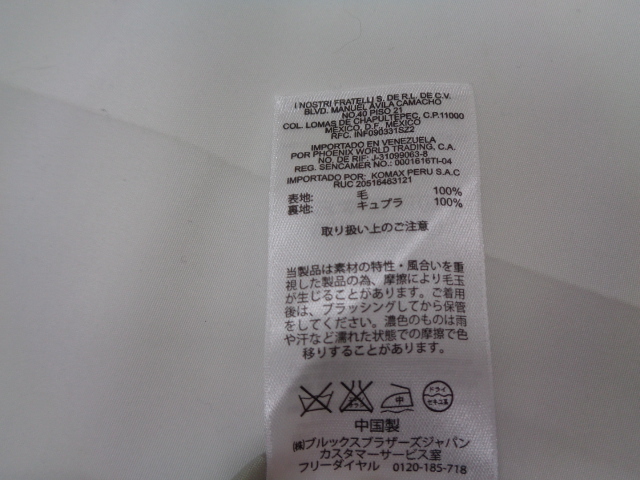 I NOSTRI FRATELLI S. DE R.L. DE C.V.
BLVD. MANUEL AVILA CAMACHO
NO.40 PISO 21
COL. LOMAS DE CHAPULTEPEC, C.P.11000
MEXICO, D.F., MEXICO
RFC. INF090331SZ2
IMPORTADO EN VENEZUELA
POR PHOENIX WORLD TRADING, C.A.
NO. DE RIF: J-31099063-8
REG. SENCAMER NO.: 0001616TI-04
IMPORTADO POR: KOMAX PERU S.A.C
RUC 20516463121
表地: 毛 100%
裏地: キュプラ 100%
取り扱い上のご注意
当製品は素材の特性・風合いを重
視した製品の為、摩擦により毛玉
が生じることがあります。ご着用
後は、ブラッシングしてから保管
をしてください。濃色のものは雨
や汗など濡れた状態での摩擦で色
移りすることがあります。
エンソ 中 ドライ セキユ系
中国製
㈱ブルックスブラザーズジャパン
カスタマーサービス室
フリーダイヤル 0120-185-718